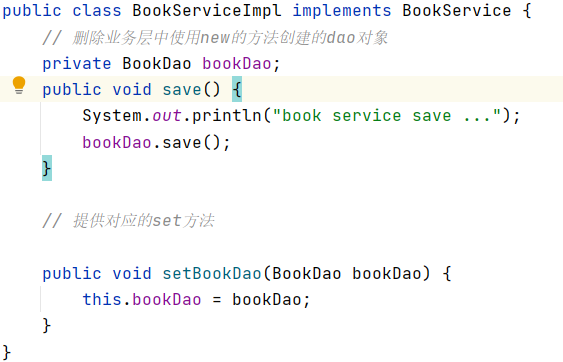 public class BookServiceImpl implements BookService {
    // 删除业务层中使用new的方法创建的dao对象
    private BookDao bookDao;
    public void save() {
        System.out.println("book service save ...");
        bookDao.save();
    }
    // 提供对应的set方法
    public void setBookDao(BookDao bookDao) {
        this.bookDao = bookDao;
    }
}